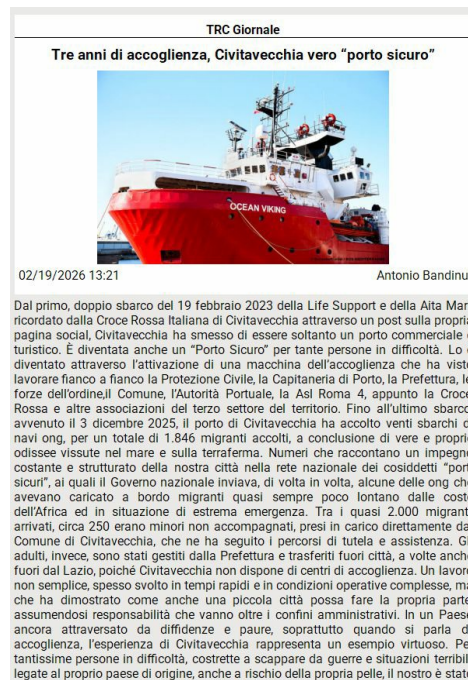 TRC Giornale
Tre anni di accoglienza, Civitavecchia vero “porto sicuro”
OCEAN VIKING
02/19/2026 13:21
Antonio Bandinu
Dal primo, doppio sbarco del 19 febbraio 2023 della Life Support e della Aita Mari
ricordato dalla Croce Rossa Italiana di Civitavecchia attraverso un post sulla propria
pagina social, Civitavecchia ha smesso di essere soltanto un porto commerciale
turistico. È diventata anche un “Porto Sicuro” per tante persone in difficoltà. Lo
diventato attraverso l'attivazione di una macchina dell'accoglienza che ha visto
lavorare fianco a fianco la Protezione Civile, la Capitaneria di Porto, la Prefettura, le
forze dell'ordine,il Comune, l'Autorità Portuale, la Asl Roma 4, appunto la Croce
Rossa e altre associazioni del terzo settore del territorio. Fino all'ultimo sbarco
avvenuto il 3 dicembre 2025, il porto di Civitavecchia ha accolto venti sbarchi d
navi ong, per un totale di 1.846 migranti accolti, a conclusione di vere e proprie
odissee vissute nel mare e sulla terraferma. Numeri che raccontano un impegno
costante e strutturato della nostra città nella rete nazionale dei cosiddetti “porti
sicuri”, ai quali il Governo nazionale inviava, di volta in volta, alcune delle ong che
avevano caricato a bordo migranti quasi sempre poco lontano dalle coste
dell'Africa ed in situazione di estrema emergenza. Tra i quasi 2.000 migranti
arrivati, circa 250 erano minori non accompagnati, presi in carico direttamente dal
Comune di Civitavecchia, che ne ha seguito i percorsi di tutela e assistenza. Gli
adulti, invece, sono stati gestiti dalla Prefettura e trasferiti fuori città, a volte anche
fuori dal Lazio, poiché Civitavecchia non dispone di centri di accoglienza. Un lavoro
non semplice, spesso svolto in tempi rapidi e in condizioni operative complesse, ma
che ha dimostrato come anche una piccola città possa fare la propria parte
assumendosi responsabilità che vanno oltre i confini amministrativi. In un Paese
ancora attraversato da diffidenze e paure, soprattutto quando si parla d
accoglienza, l'esperienza di Civitavecchia rappresenta un esempio virtuoso. Per
tantissime persone in difficoltà, costrette a scappare da guerre e situazioni terribili
legate al proprio paese di origine, anche a rischio della propria pelle, il nostro è stato